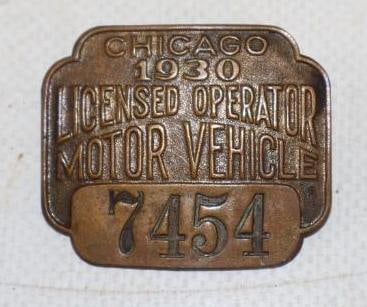 CHICAGO
1930
LICENSED OPERATOR
MOTOR VEHICLE
7454